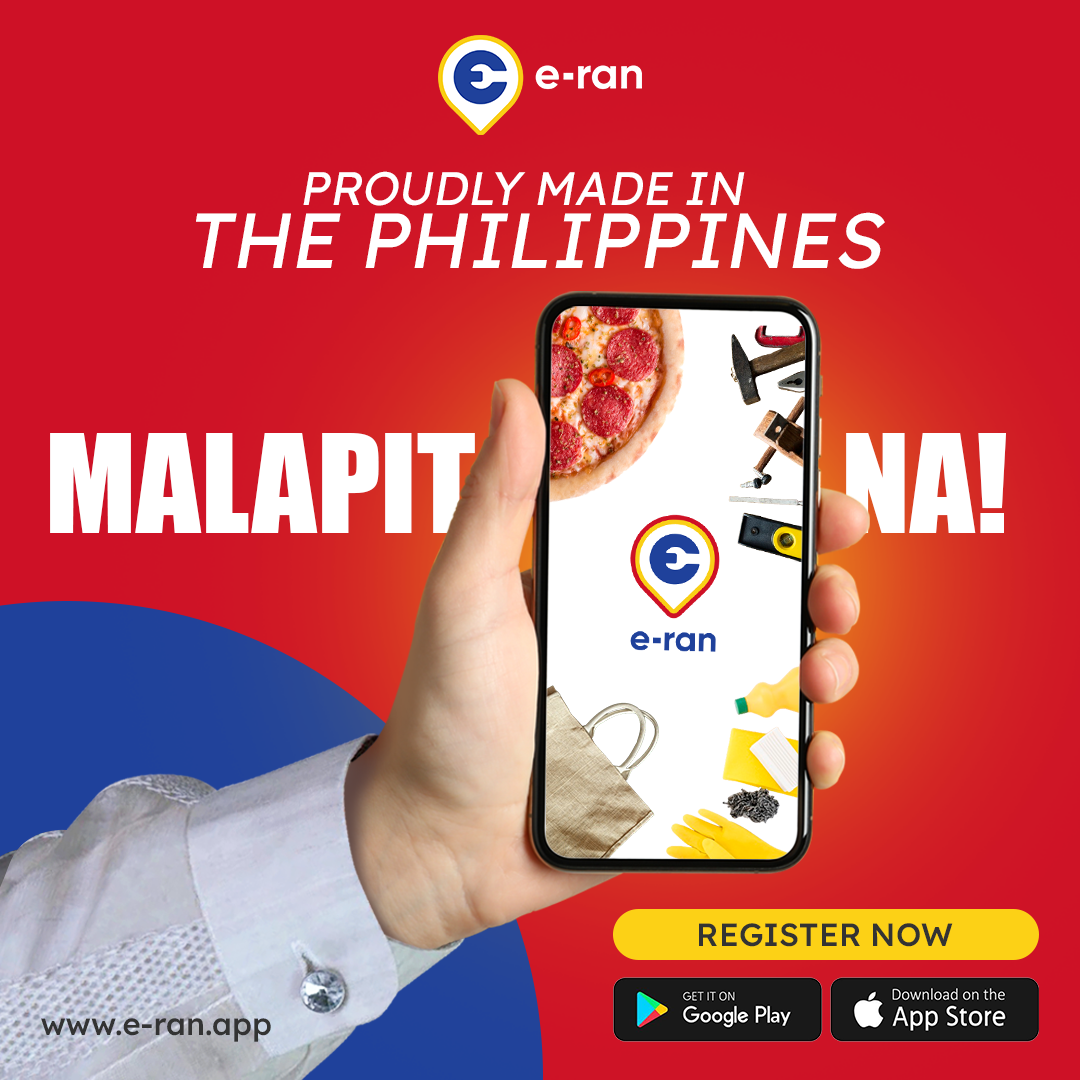 e-ran
PROUDLY MADE IN
THE PHILIPPINES
MALAPIT NA!
e-ran
REGISTER NOW
GET IT ON
Google Play
Download on the
App Store
www.e-ran.app